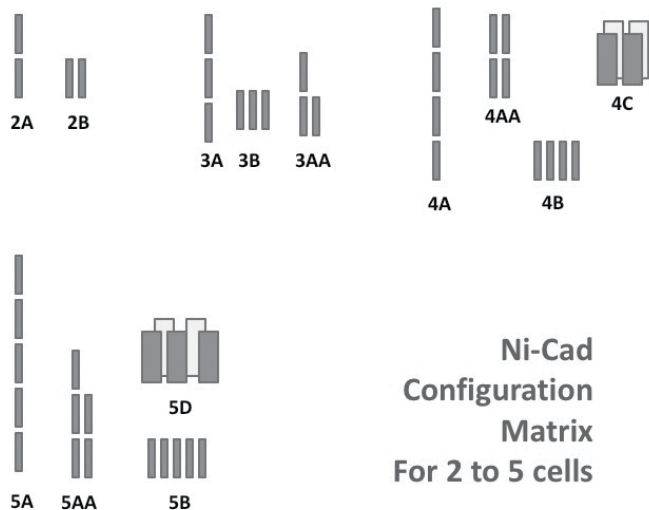 2A
2B
3A
3B
3AA
4A
4AA
4B
4C
5A
5AA
5D
5B
Ni-Cad
Configuration
Matrix
For 2 to 5 cells